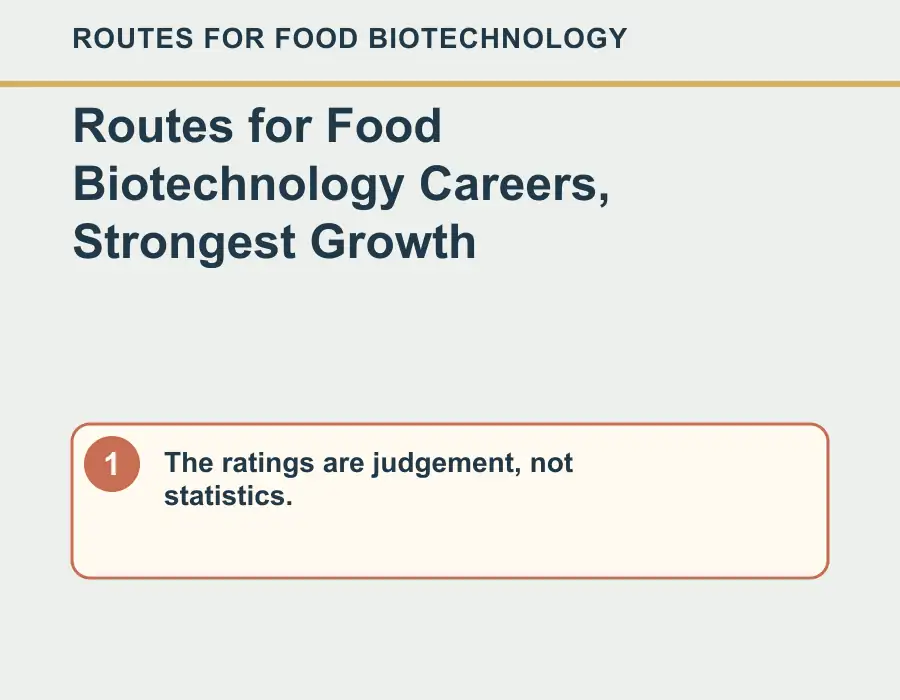 ROUTES FOR FOOD BIOTECHNOLOGY
Routes for Food
Biotechnology Careers,
Strongest Growth
1
The ratings are judgement, not
statistics.